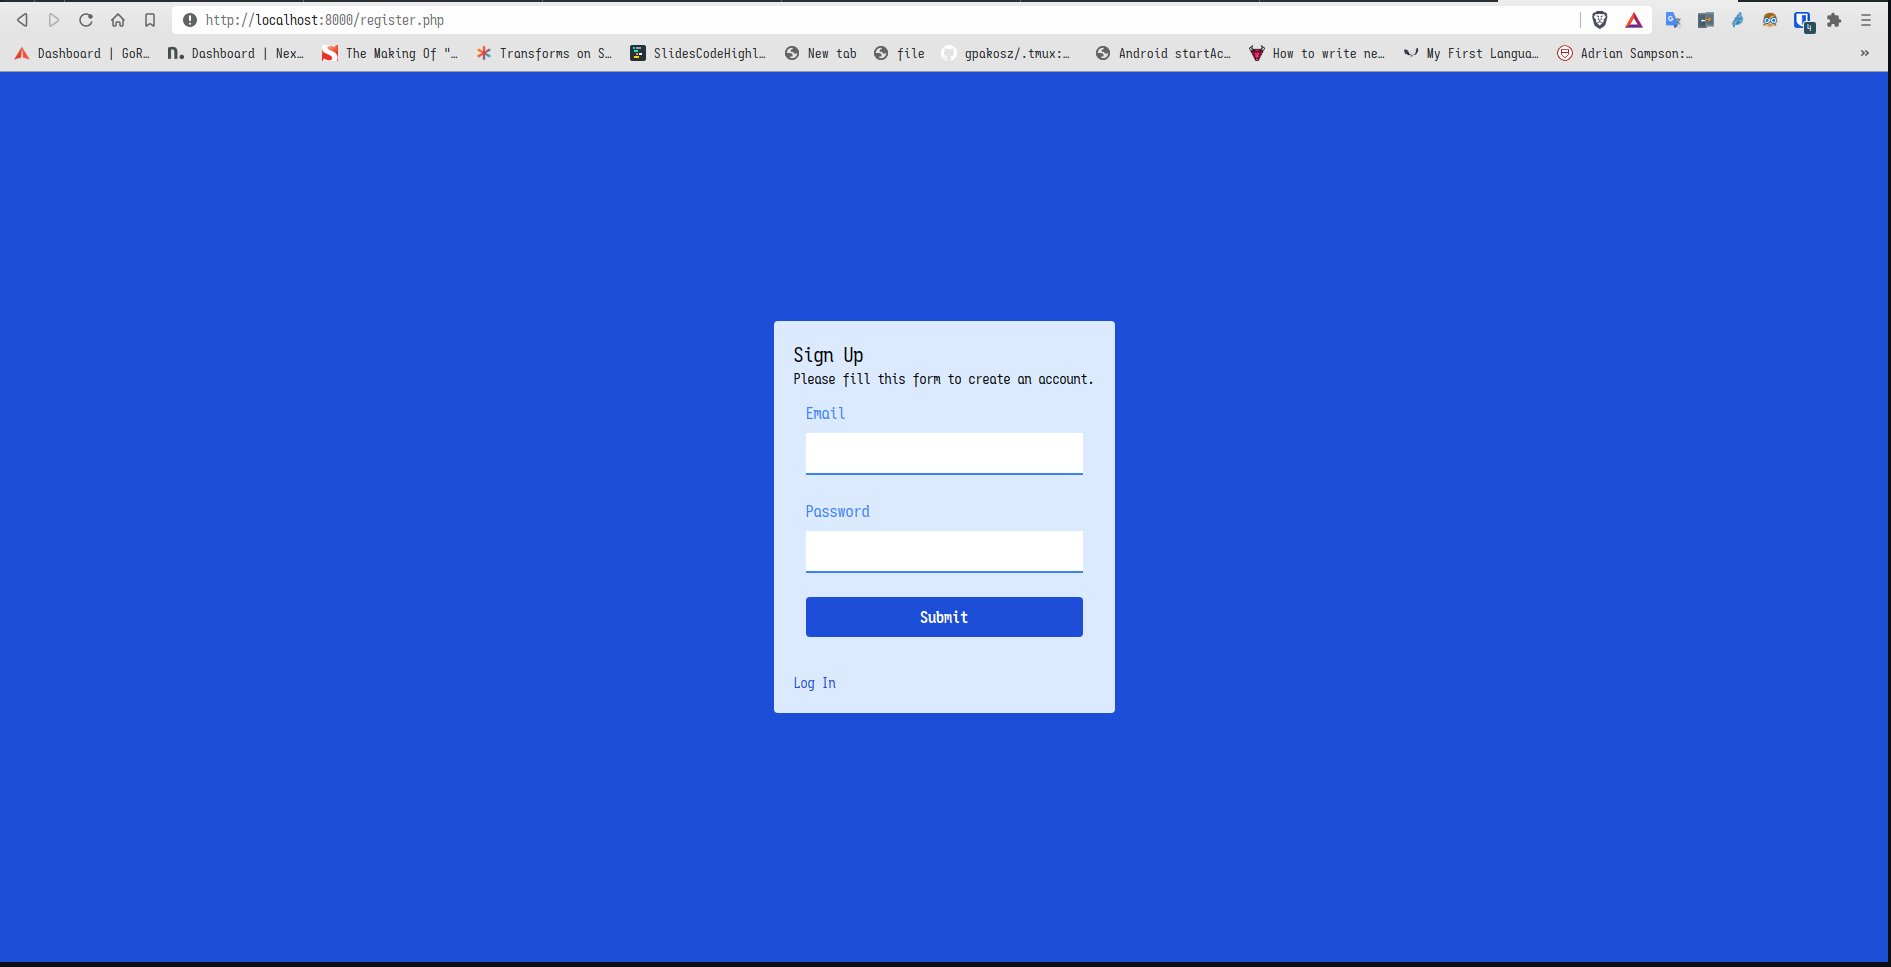 http://localhost:8000/register.php
4
Dashboard | GoR… n. Dashboard | Nex… The Making Of "… Transforms on S… SlidesCodeHighl… New tab file gpakosz/.tmux:… Android startAc… How to write ne… My First Langua… Adrian Sampson:… »
Sign Up
Please fill this form to create an account.
Email
Password
Submit
Log In